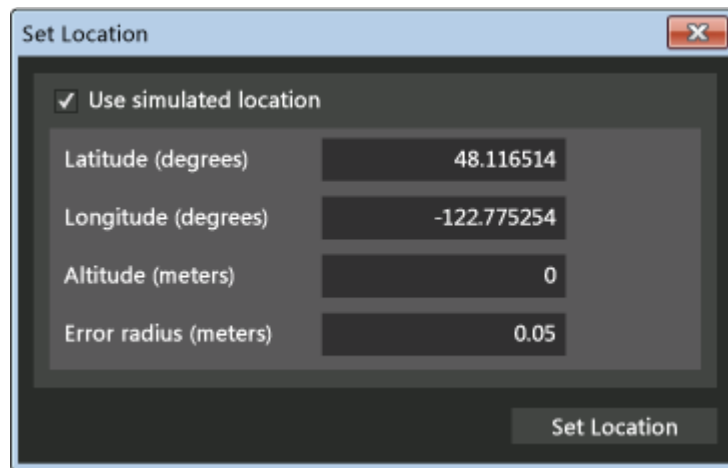 Set Location
Use simulated location
Latitude (degrees) 48.116514
Longitude (degrees) -122.775254
Altitude (meters) 0
Error radius (meters) 0.05
Set Location